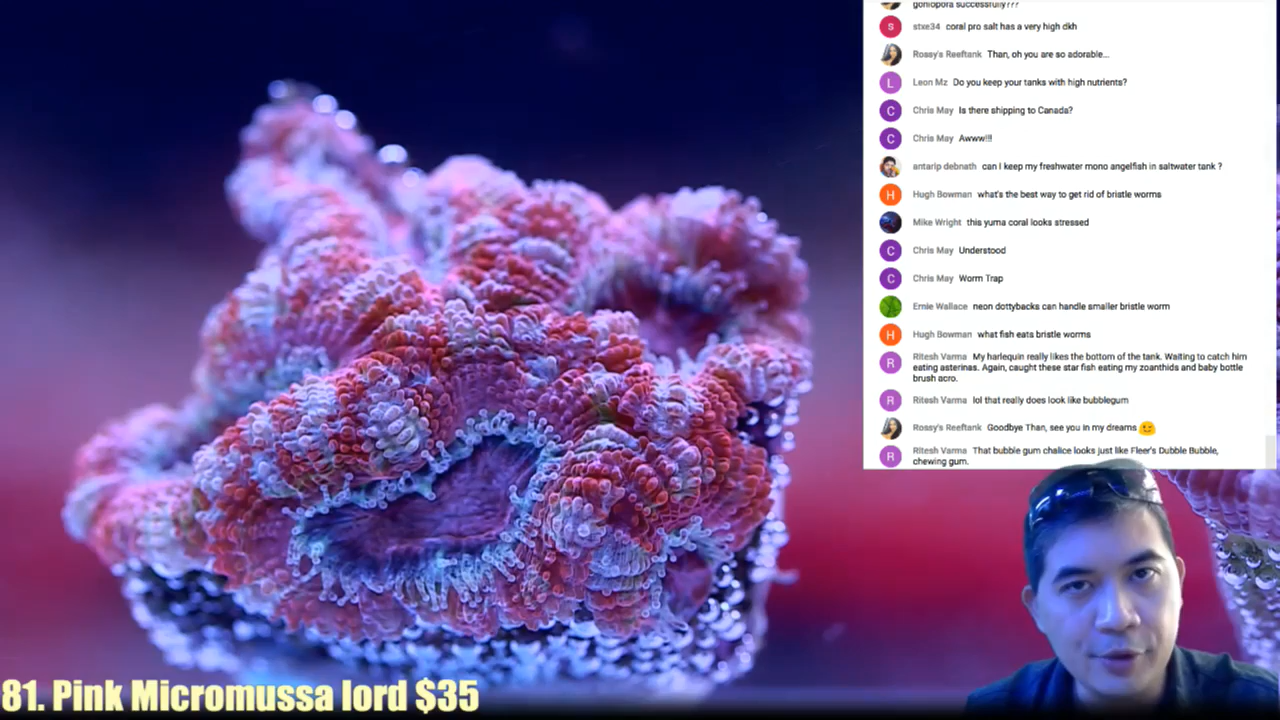 goniopora successfully???
S stxe34 coral pro salt has a very high dkh
Rossy's Reeftank Than, oh you are so adorable...
L Leon Mz Do you keep your tanks with high nutrients?
C Chris May Is there shipping to Canada?
C Chris May Awww!!!
antarip debnath can I keep my freshwater mono angelfish in saltwater tank ?
H Hugh Bowman what's the best way to get rid of bristle worms
Mike Wright this yuma coral looks stressed
C Chris May Understood
C Chris May Worm Trap
Ernie Wallace neon dottybacks can handle smaller bristle worm
H Hugh Bowman what fish eats bristle worms
R Ritesh Varma My harlequin really likes the bottom of the tank. Waiting to catch him
eating asterinas. Again, caught these star fish eating my zoanthids and baby bottle
brush acro.
R Ritesh Varma lol that really does look like bubblegum
Rossy's Reeftank Goodbye Than, see you in my dreams 😉
R Ritesh Varma That bubble gum chalice looks just like Fleer's Dubble Bubble,
chewing gum.
81. Pink Micromussa lord $35